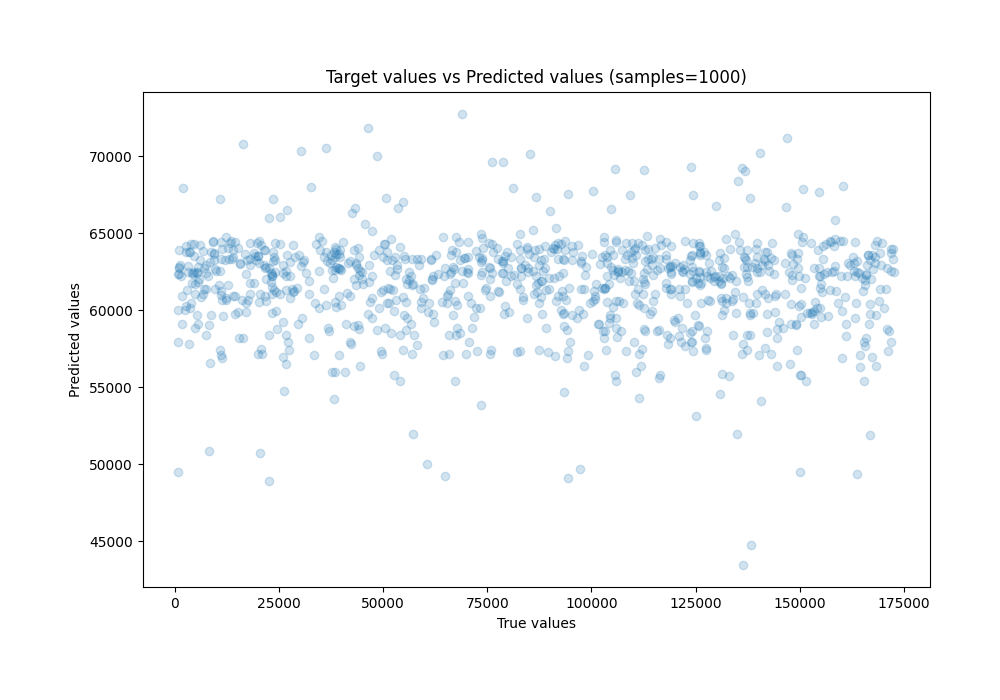 Target values vs Predicted values (samples=1000)
Predicted values
70000
65000
60000
55000
50000
45000
0 25000 50000 75000 100000 125000 150000 175000
True values